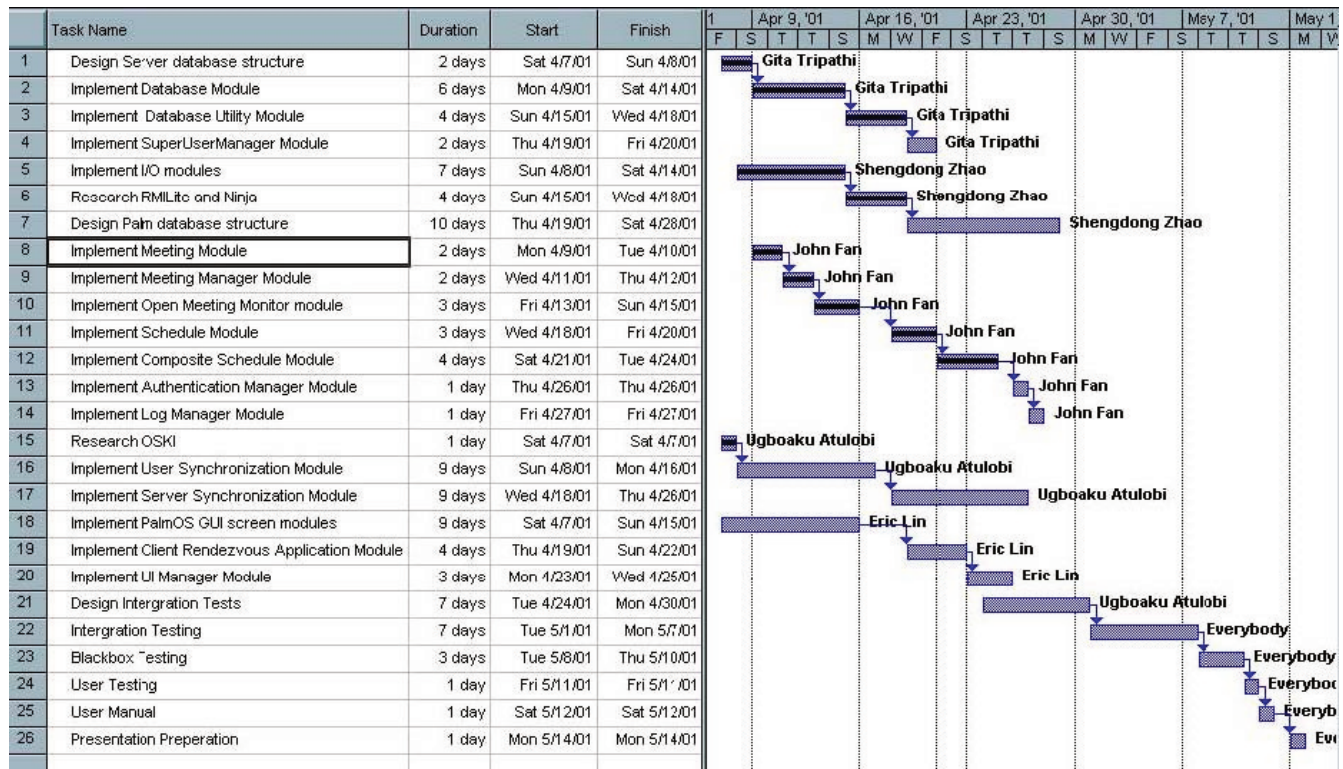 Task Name Duration Start Finish 1 Apr 9, '01 Apr 16, '01 Apr 23, '01 Apr 30, '01 May 7, '01 May 1
F S T T S M W F S T T S M W F S T T S M W
1 Design Server database structure 2 days Sat 4/7/01 Sun 4/8/01 Gita Tripathi
2 Implement Database Module 6 days Mon 4/9/01 Sat 4/14/01 Gita Tripathi
3 Implement Database Utility Module 4 days Sun 4/15/01 Wed 4/18/01 Gita Tripathi
4 Implement SuperUserManager Module 2 days Thu 4/19/01 Fri 4/20/01 Gita Tripathi
5 Implement I/O modules 7 days Sun 4/8/01 Sat 4/14/01 Shengdong Zhao
6 Research RMILite and Ninja 4 days Sun 4/15/01 Wed 4/18/01 Shengdong Zhao
7 Design Palm database structure 10 days Thu 4/19/01 Sat 4/28/01 Shengdong Zhao
8 Implement Meeting Module 2 days Mon 4/9/01 Tue 4/10/01 John Fan
9 Implement Meeting Manager Module 2 days Wed 4/11/01 Thu 4/12/01 John Fan
10 Implement Open Meeting Monitor module 3 days Fri 4/13/01 Sun 4/15/01 John Fan
11 Implement Schedule Module 3 days Wed 4/18/01 Fri 4/20/01 John Fan
12 Implement Composite Schedule Module 4 days Sat 4/21/01 Tue 4/24/01 John Fan
13 Implement Authentication Manager Module 1 day Thu 4/26/01 Thu 4/26/01 John Fan
14 Implement Log Manager Module 1 day Fri 4/27/01 Fri 4/27/01 John Fan
15 Research OSKI 1 day Sat 4/7/01 Sat 4/7/01 Ugboaku Atulobi
16 Implement User Synchronization Module 9 days Sun 4/8/01 Mon 4/16/01 Ugboaku Atulobi
17 Implement Server Synchronization Module 9 days Wed 4/18/01 Thu 4/26/01 Ugboaku Atulobi
18 Implement PalmOS GUI screen modules 9 days Sat 4/7/01 Sun 4/15/01 Eric Lin
19 Implement Client Rendezvous Application Module 4 days Thu 4/19/01 Sun 4/22/01 Eric Lin
20 Implement UI Manager Module 3 days Mon 4/23/01 Wed 4/25/01 Eric Lin
21 Design Intergration Tests 7 days Tue 4/24/01 Mon 4/30/01 Ugboaku Atulobi
22 Intergration Testing 7 days Tue 5/1/01 Mon 5/7/01 Everybody
23 Blackbox Testing 3 days Tue 5/8/01 Thu 5/10/01 Everybody
24 User Testing 1 day Fri 5/11/01 Fri 5/11/01 Everyboc
25 User Manual 1 day Sat 5/12/01 Sat 5/12/01 Everyb
26 Presentation Preperation 1 day Mon 5/14/01 Mon 5/14/01 Eve